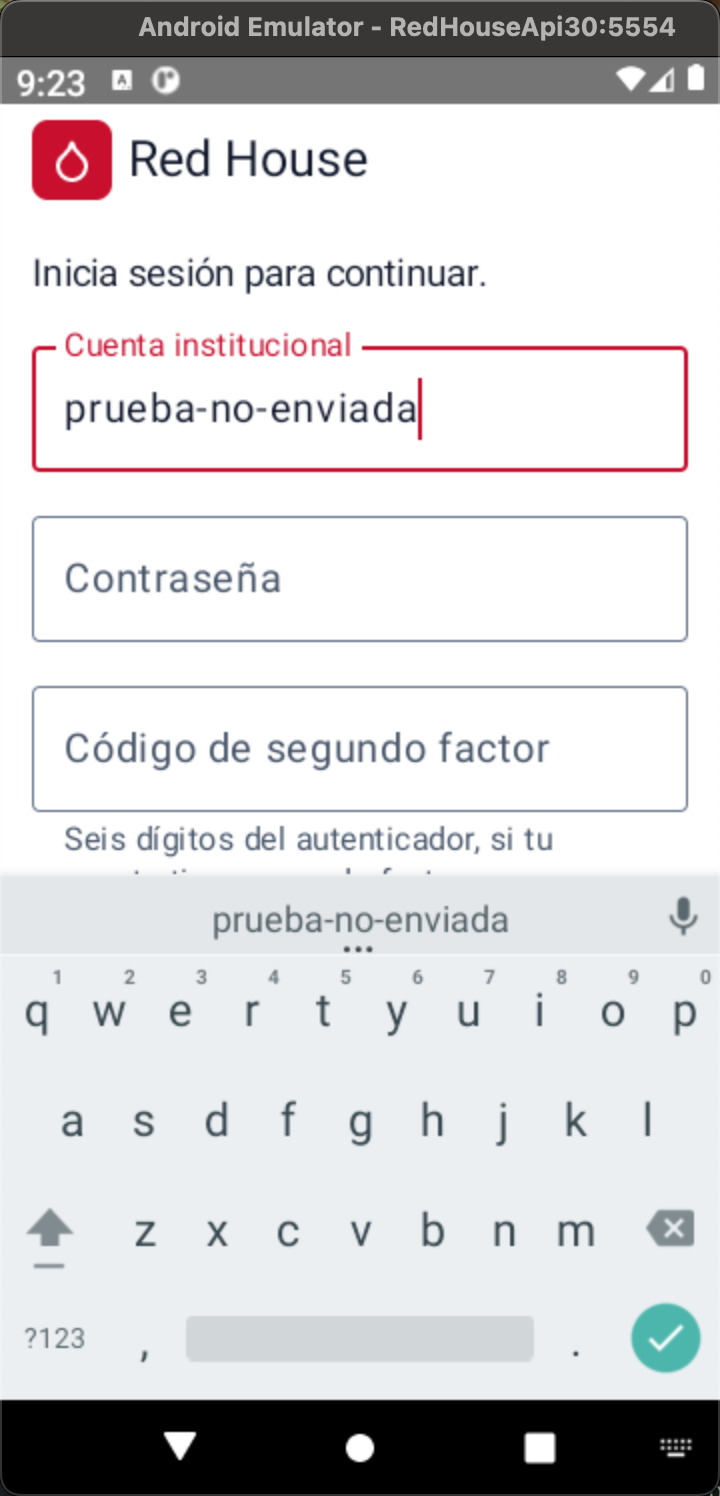 Android Emulator - RedHouseApi30:5554
9:23
Red House
Inicia sesión para continuar.
Cuenta institucional
prueba-no-enviada
Contraseña
Código de segundo factor
Seis dígitos del autenticador, si tu
prueba-no-enviada
1 2 3 4 5 6 7 8 9 0
q w e r t y u i o p
a s d f g h j k l
z x c v b n m
?123 , .